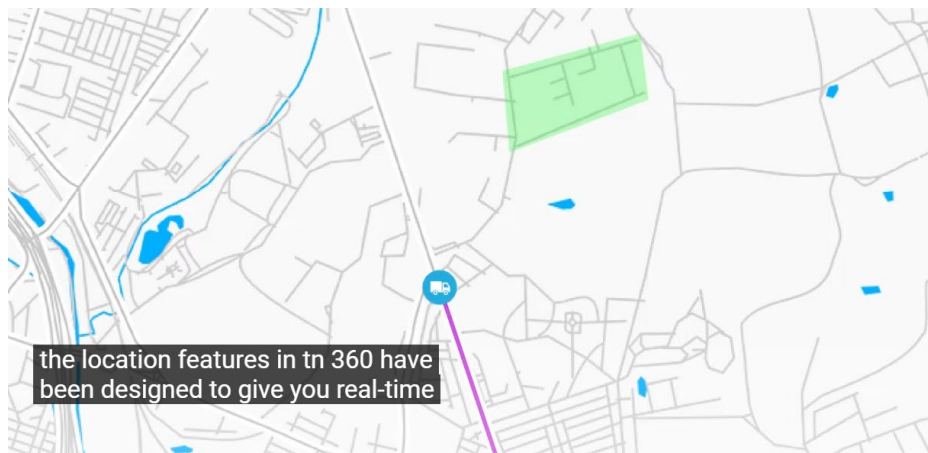 the location features in tn 360 have
been designed to give you real-time